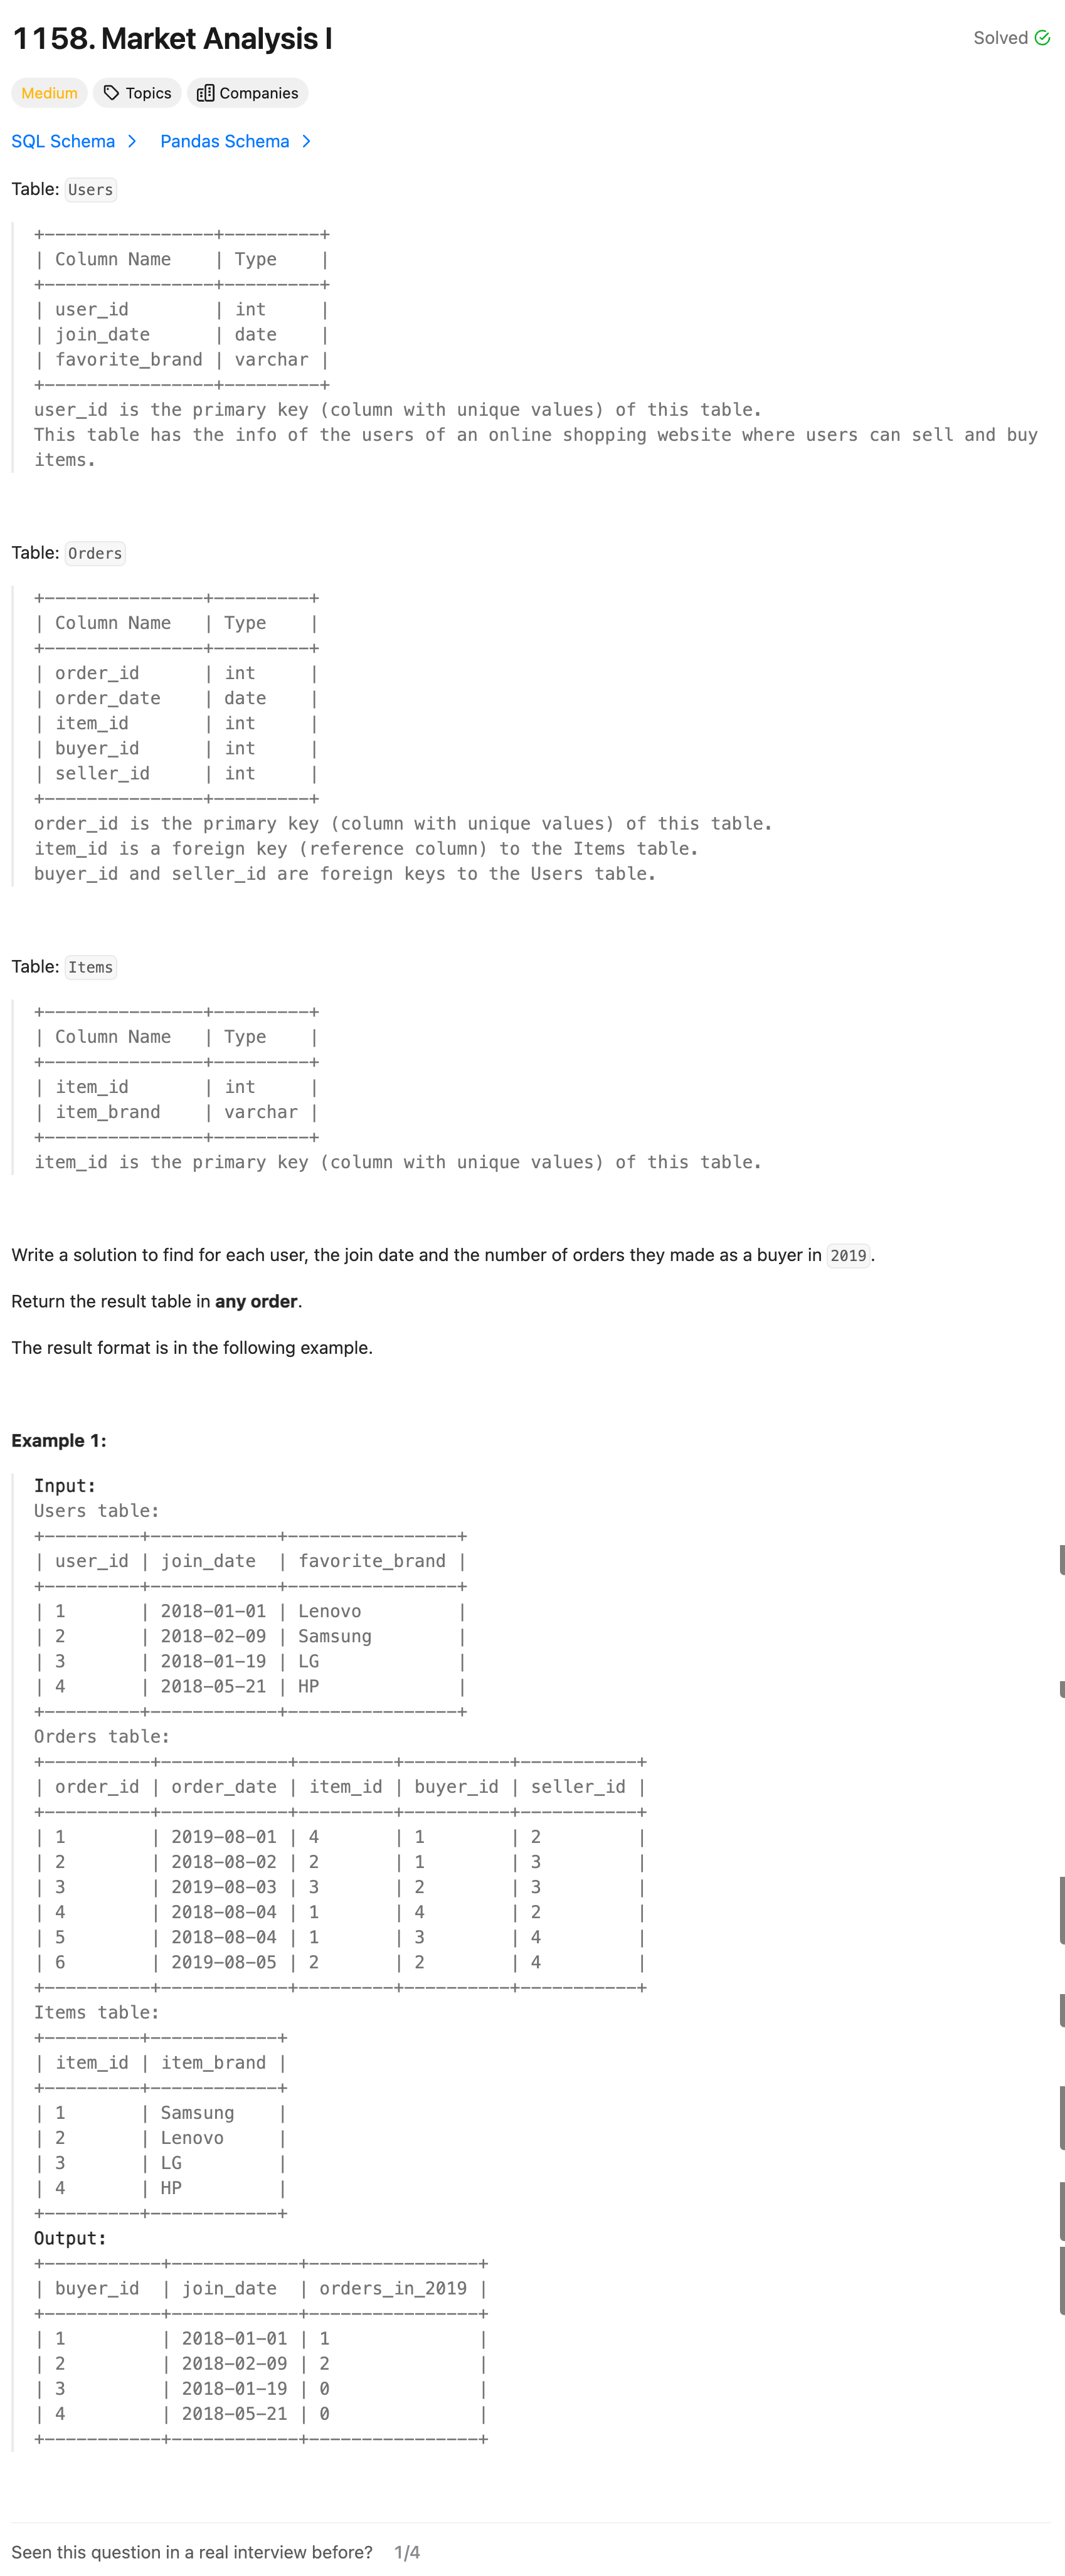 1158. Market Analysis I
Solved
Medium
Topics
Companies
SQL Schema
Pandas Schema
Table: Users
+----------------+---------+
| Column Name    | Type    |
+----------------+---------+
| user_id        | int     |
| join_date      | date    |
| favorite_brand | varchar |
+----------------+---------+
user_id is the primary key (column with unique values) of this table.
This table has the info of the users of an online shopping website where users can sell and buy
items.
Table: Orders
+---------------+---------+
| Column Name   | Type    |
+---------------+---------+
| order_id      | int     |
| order_date    | date    |
| item_id       | int     |
| buyer_id      | int     |
| seller_id     | int     |
+---------------+---------+
order_id is the primary key (column with unique values) of this table.
item_id is a foreign key (reference column) to the Items table.
buyer_id and seller_id are foreign keys to the Users table.
Table: Items
+---------------+---------+
| Column Name   | Type    |
+---------------+---------+
| item_id       | int     |
| item_brand    | varchar |
+---------------+---------+
item_id is the primary key (column with unique values) of this table.
Write a solution to find for each user, the join date and the number of orders they made as a buyer in 2019.
Return the result table in any order.
The result format is in the following example.
Example 1:
Input:
Users table:
+---------+------------+----------------+
| user_id | join_date  | favorite_brand |
+---------+------------+----------------+
| 1       | 2018-01-01 | Lenovo         |
| 2       | 2018-02-09 | Samsung        |
| 3       | 2018-01-19 | LG             |
| 4       | 2018-05-21 | HP             |
+---------+------------+----------------+
Orders table:
+----------+------------+---------+----------+-----------+
| order_id | order_date | item_id | buyer_id | seller_id |
+----------+------------+---------+----------+-----------+
| 1        | 2019-08-01 | 4       | 1        | 2         |
| 2        | 2018-08-02 | 2       | 1        | 3         |
| 3        | 2019-08-03 | 3       | 2        | 3         |
| 4        | 2018-08-04 | 1       | 4        | 2         |
| 5        | 2018-08-04 | 1       | 3        | 4         |
| 6        | 2019-08-05 | 2       | 2        | 4         |
+----------+------------+---------+----------+-----------+
Items table:
+---------+------------+
| item_id | item_brand |
+---------+------------+
| 1       | Samsung    |
| 2       | Lenovo     |
| 3       | LG         |
| 4       | HP         |
+---------+------------+
Output:
+-----------+------------+----------------+
| buyer_id  | join_date  | orders_in_2019 |
+-----------+------------+----------------+
| 1         | 2018-01-01 | 1              |
| 2         | 2018-02-09 | 2              |
| 3         | 2018-01-19 | 0              |
| 4         | 2018-05-21 | 0              |
+-----------+------------+----------------+
Seen this question in a real interview before? 1/4